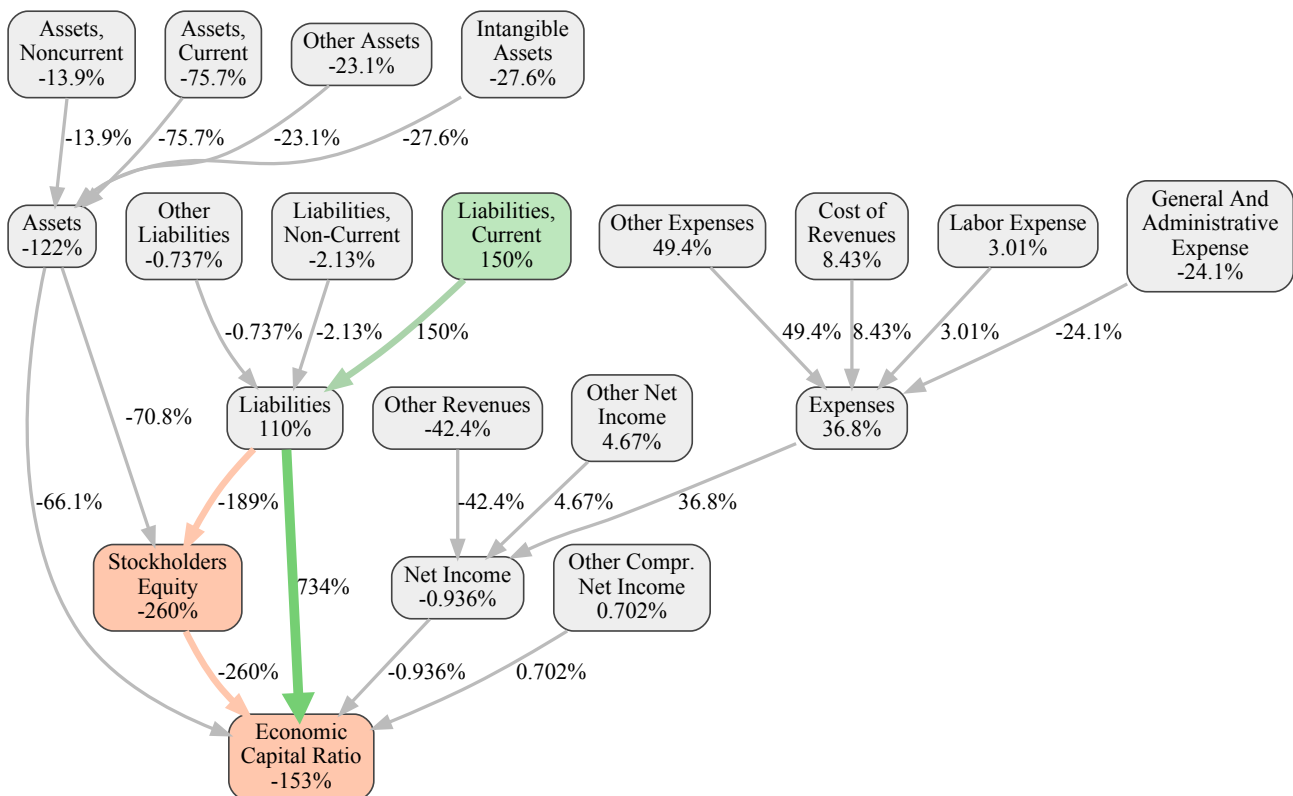 Assets,
Noncurrent
-13.9%
Assets,
Current
-75.7%
Other Assets
-23.1%
Intangible
Assets
-27.6%
-13.9%
-75.7%
-23.1%
-27.6%
Assets
-122%
Other
Liabilities
-0.737%
Liabilities,
Non-Current
-2.13%
Liabilities,
Current
150%
Other Expenses
49.4%
Cost of
Revenues
8.43%
Labor Expense
3.01%
General And
Administrative
Expense
-24.1%
-0.737%
-2.13%
150%
49.4%
8.43%
3.01%
-24.1%
-70.8%
Liabilities
110%
Other Revenues
-42.4%
Other Net
Income
4.67%
Expenses
36.8%
-66.1%
-189%
-42.4%
4.67%
36.8%
Stockholders
Equity
-260%
734%
Net Income
-0.936%
Other Compr.
Net Income
0.702%
-260%
-0.936%
0.702%
Economic
Capital Ratio
-153%